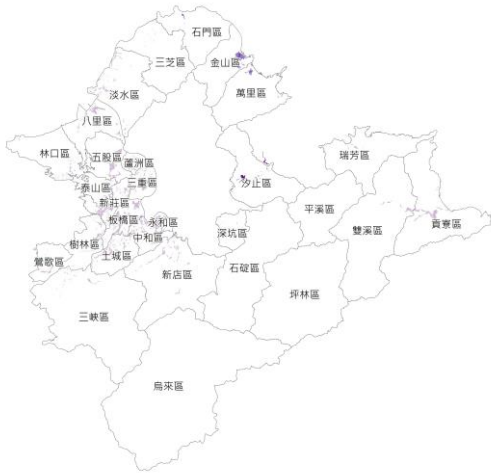 石門區
三芝區
金山區
淡水區
萬里區
八里區
林口區
五股區
蘆洲區
瑞芳區
泰山區
三重區
汐止區
新莊區
平溪區
板橋區
永和區
深坑區
雙溪區
貢寮區
樹林區
中和區
鶯歌區
土城區
新店區
石碇區
坪林區
三峽區
烏來區